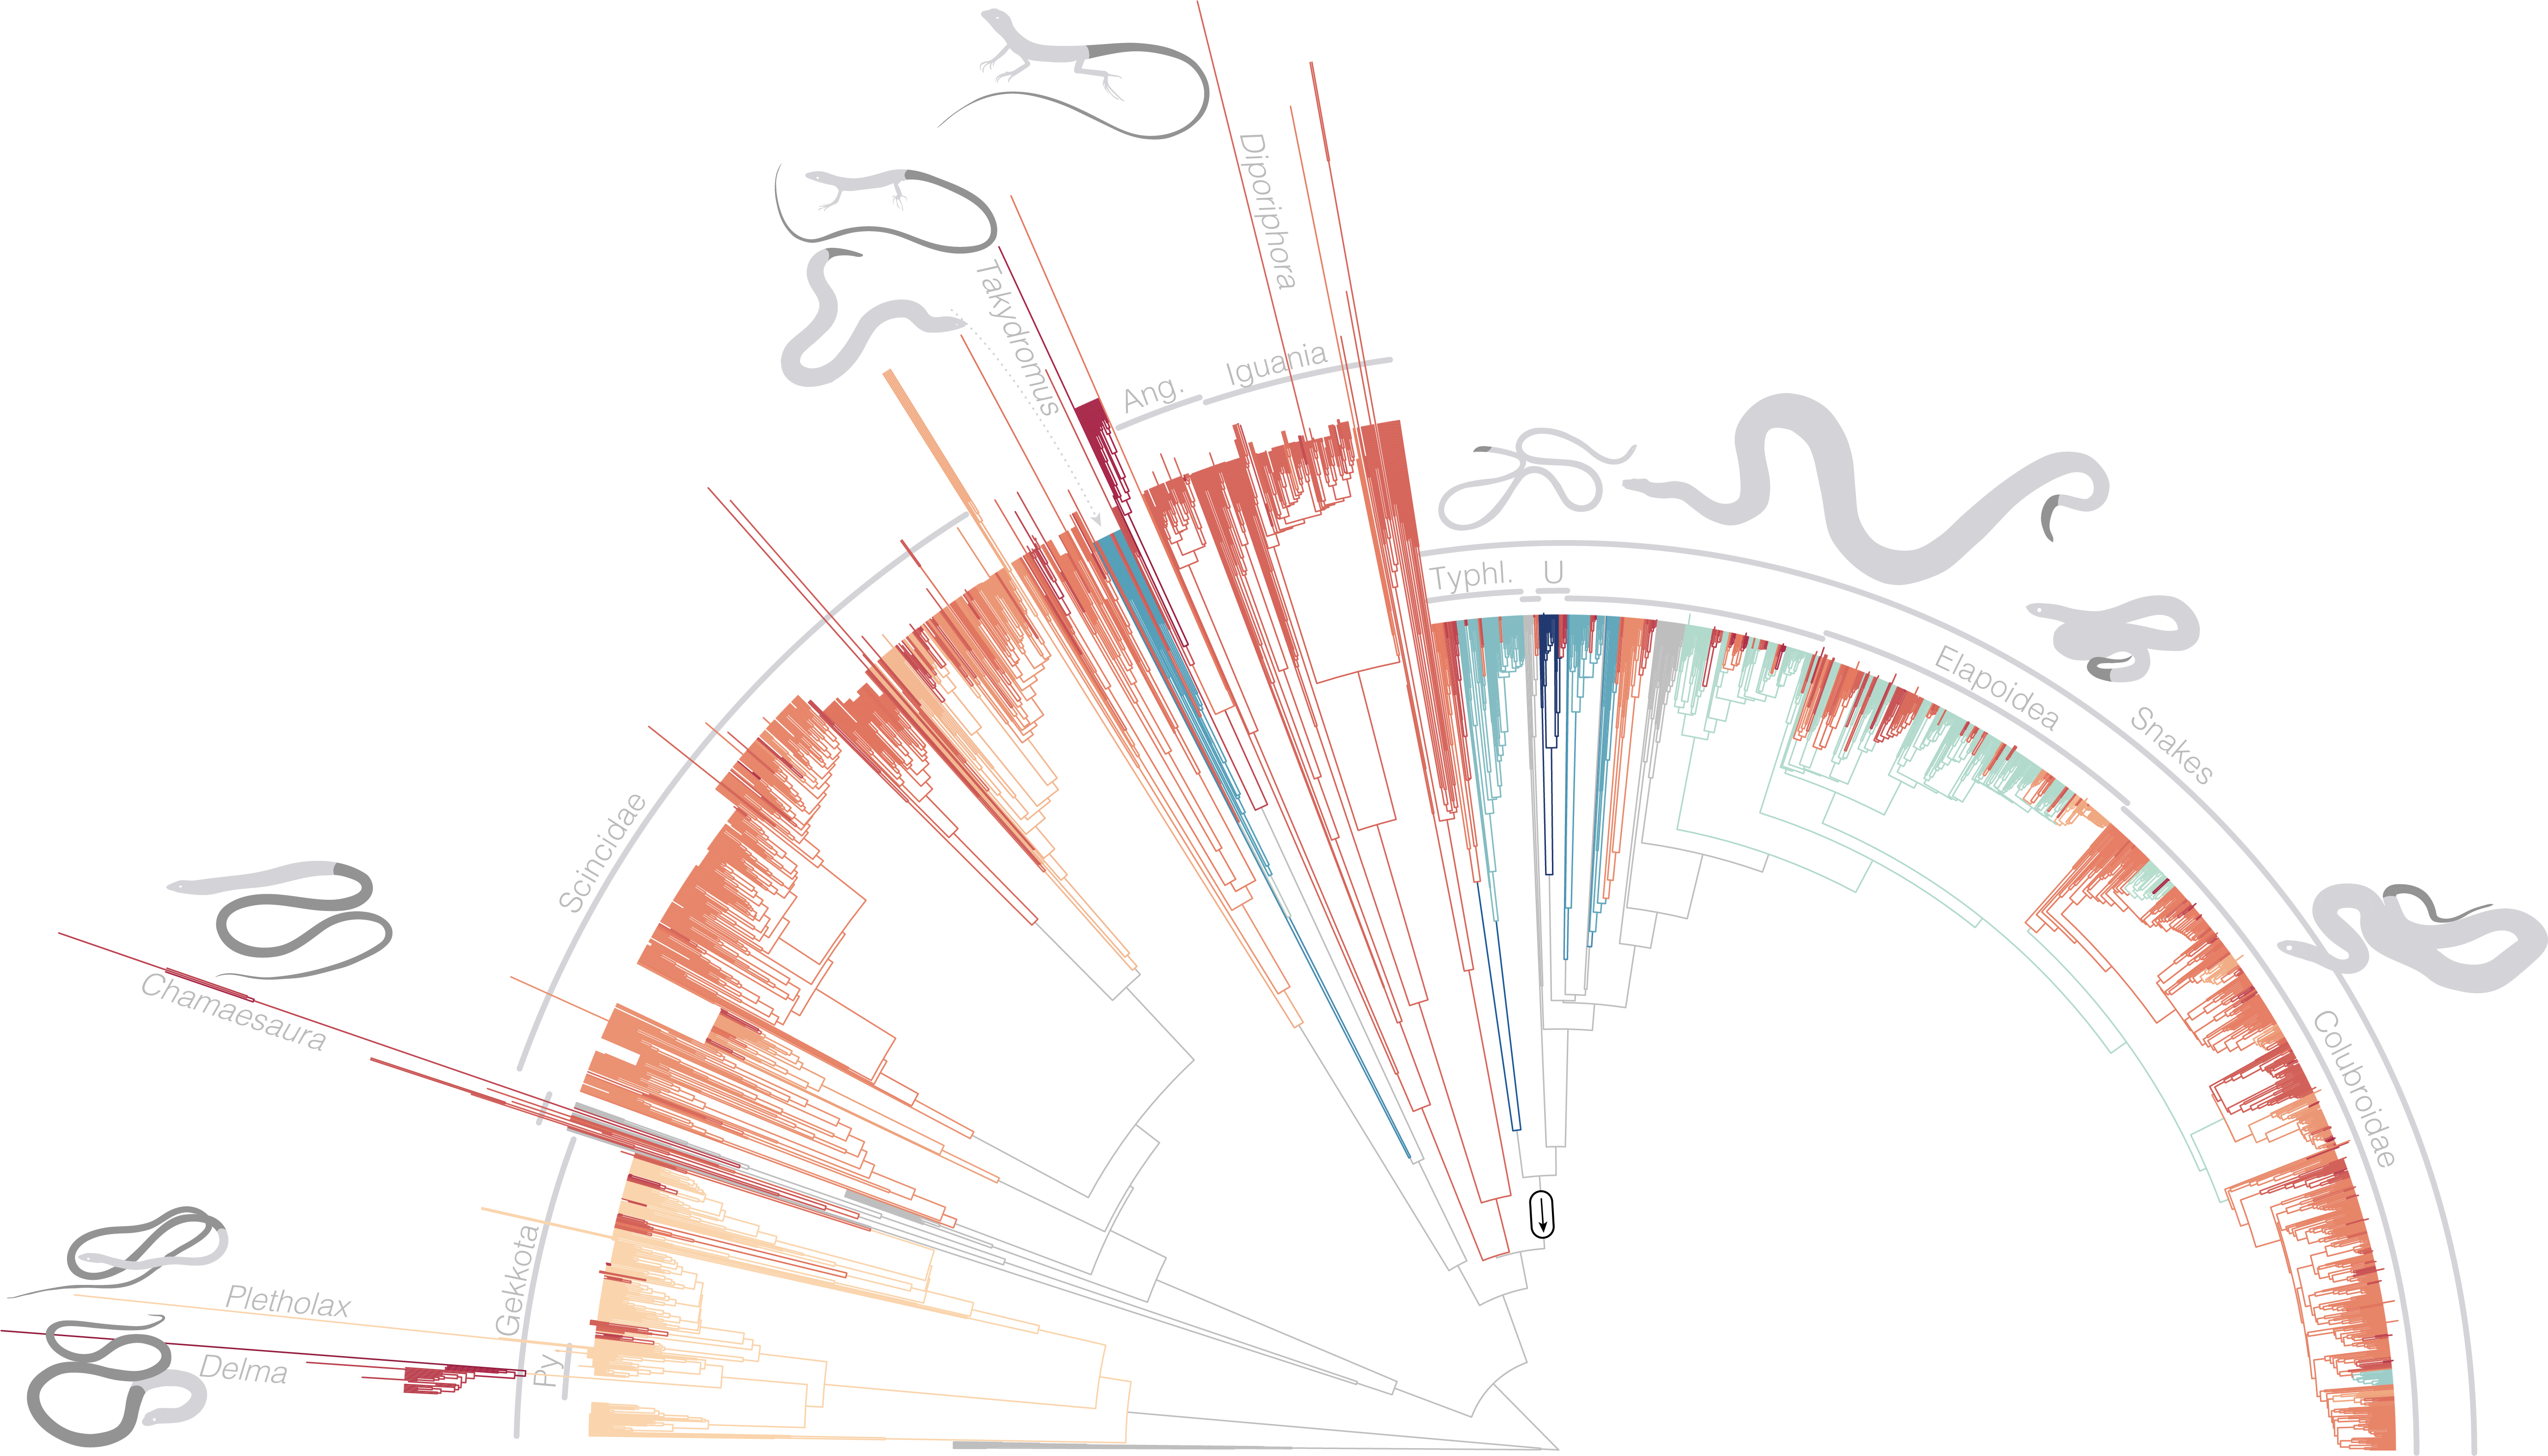 Diporiphora
Takydromus
Ang.
Iguania
Typhl.
U
Elapoidea
Snakes
Scincidae
Chamaesaura
Colubroidae
Gekkota
Pletholax
Delma
Py